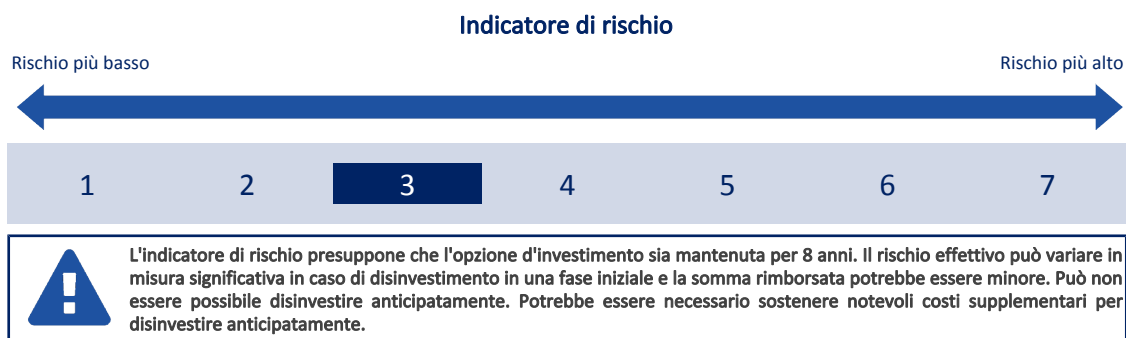 Indicatore di rischio
Rischio più basso
Rischio più alto
1 2 3 4 5 6 7
L'indicatore di rischio presuppone che l'opzione d'investimento sia mantenuta per 8 anni. Il rischio effettivo può variare in
misura significativa in caso di disinvestimento in una fase iniziale e la somma rimborsata potrebbe essere minore. Può non
essere possibile disinvestire anticipatamente. Potrebbe essere necessario sostenere notevoli costi supplementari per
disinvestire anticipatamente.